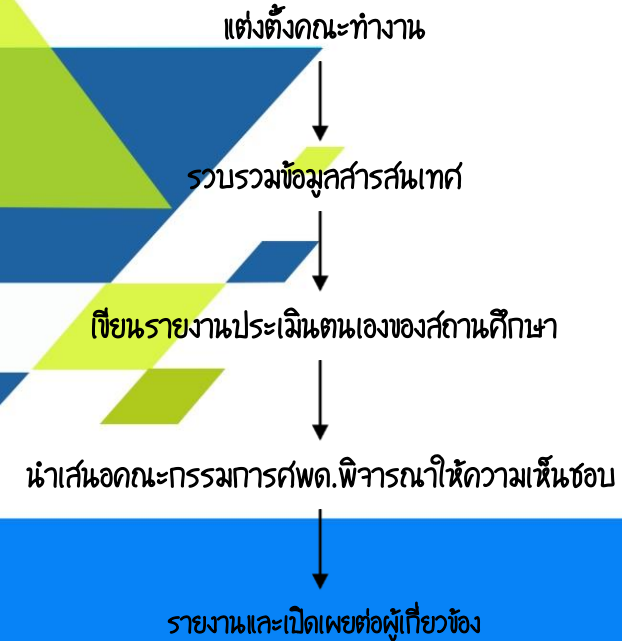 แต่งตั้งคณะทำงาน
รวบรวมข้อมูลสารสนเทศ
เขียนรายงานประเมินตนเองของสถานศึกษา
นำเสนอคณะกรรมการศพด.พิจารณาให้ความเห็นชอบ
รายงานและเปิดเผยต่อผู้เกี่ยวข้อง